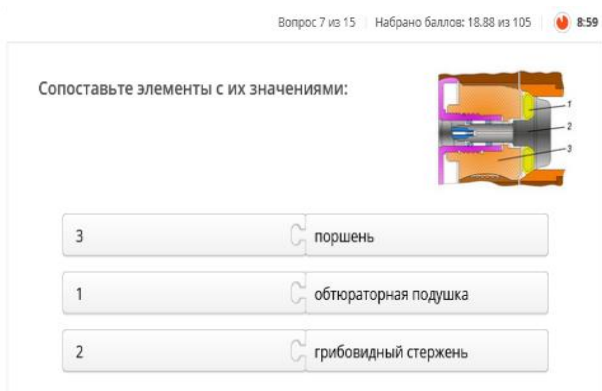 Вопрос 7 из 15 Набрано баллов: 18.88 из 105 8:59
Сопоставьте элементы с их значениями:
1
2
3
3 поршень
1 обтюраторная подушка
2 грибовидный стержень